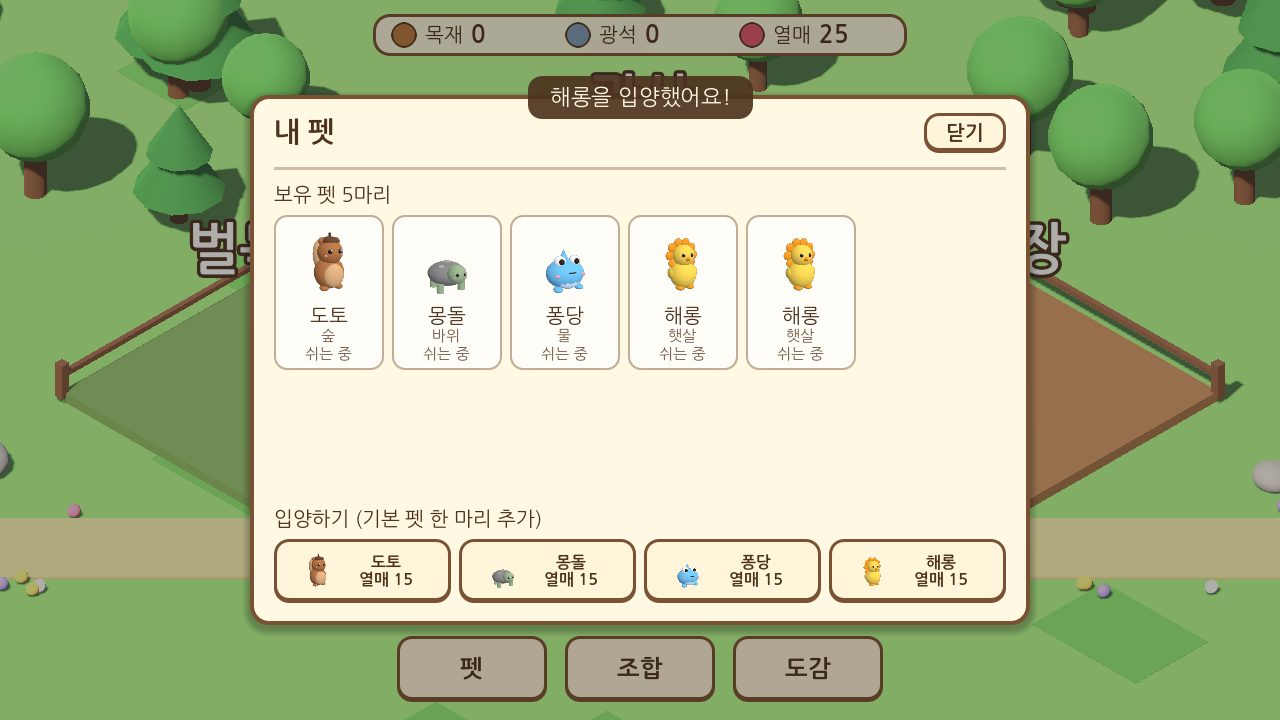 목재 0
광석 0
열매 25
해롱을 입양했어요!
내 펫
닫기
보유 펫 5마리
벌
장
도토
숲
쉬는 중
몽돌
바위
쉬는 중
퐁당
물
쉬는 중
해롱
햇살
쉬는 중
해롱
햇살
쉬는 중
입양하기 (기본 펫 한 마리 추가)
도토
열매 15
몽돌
열매 15
퐁당
열매 15
해롱
열매 15
펫
조합
도감